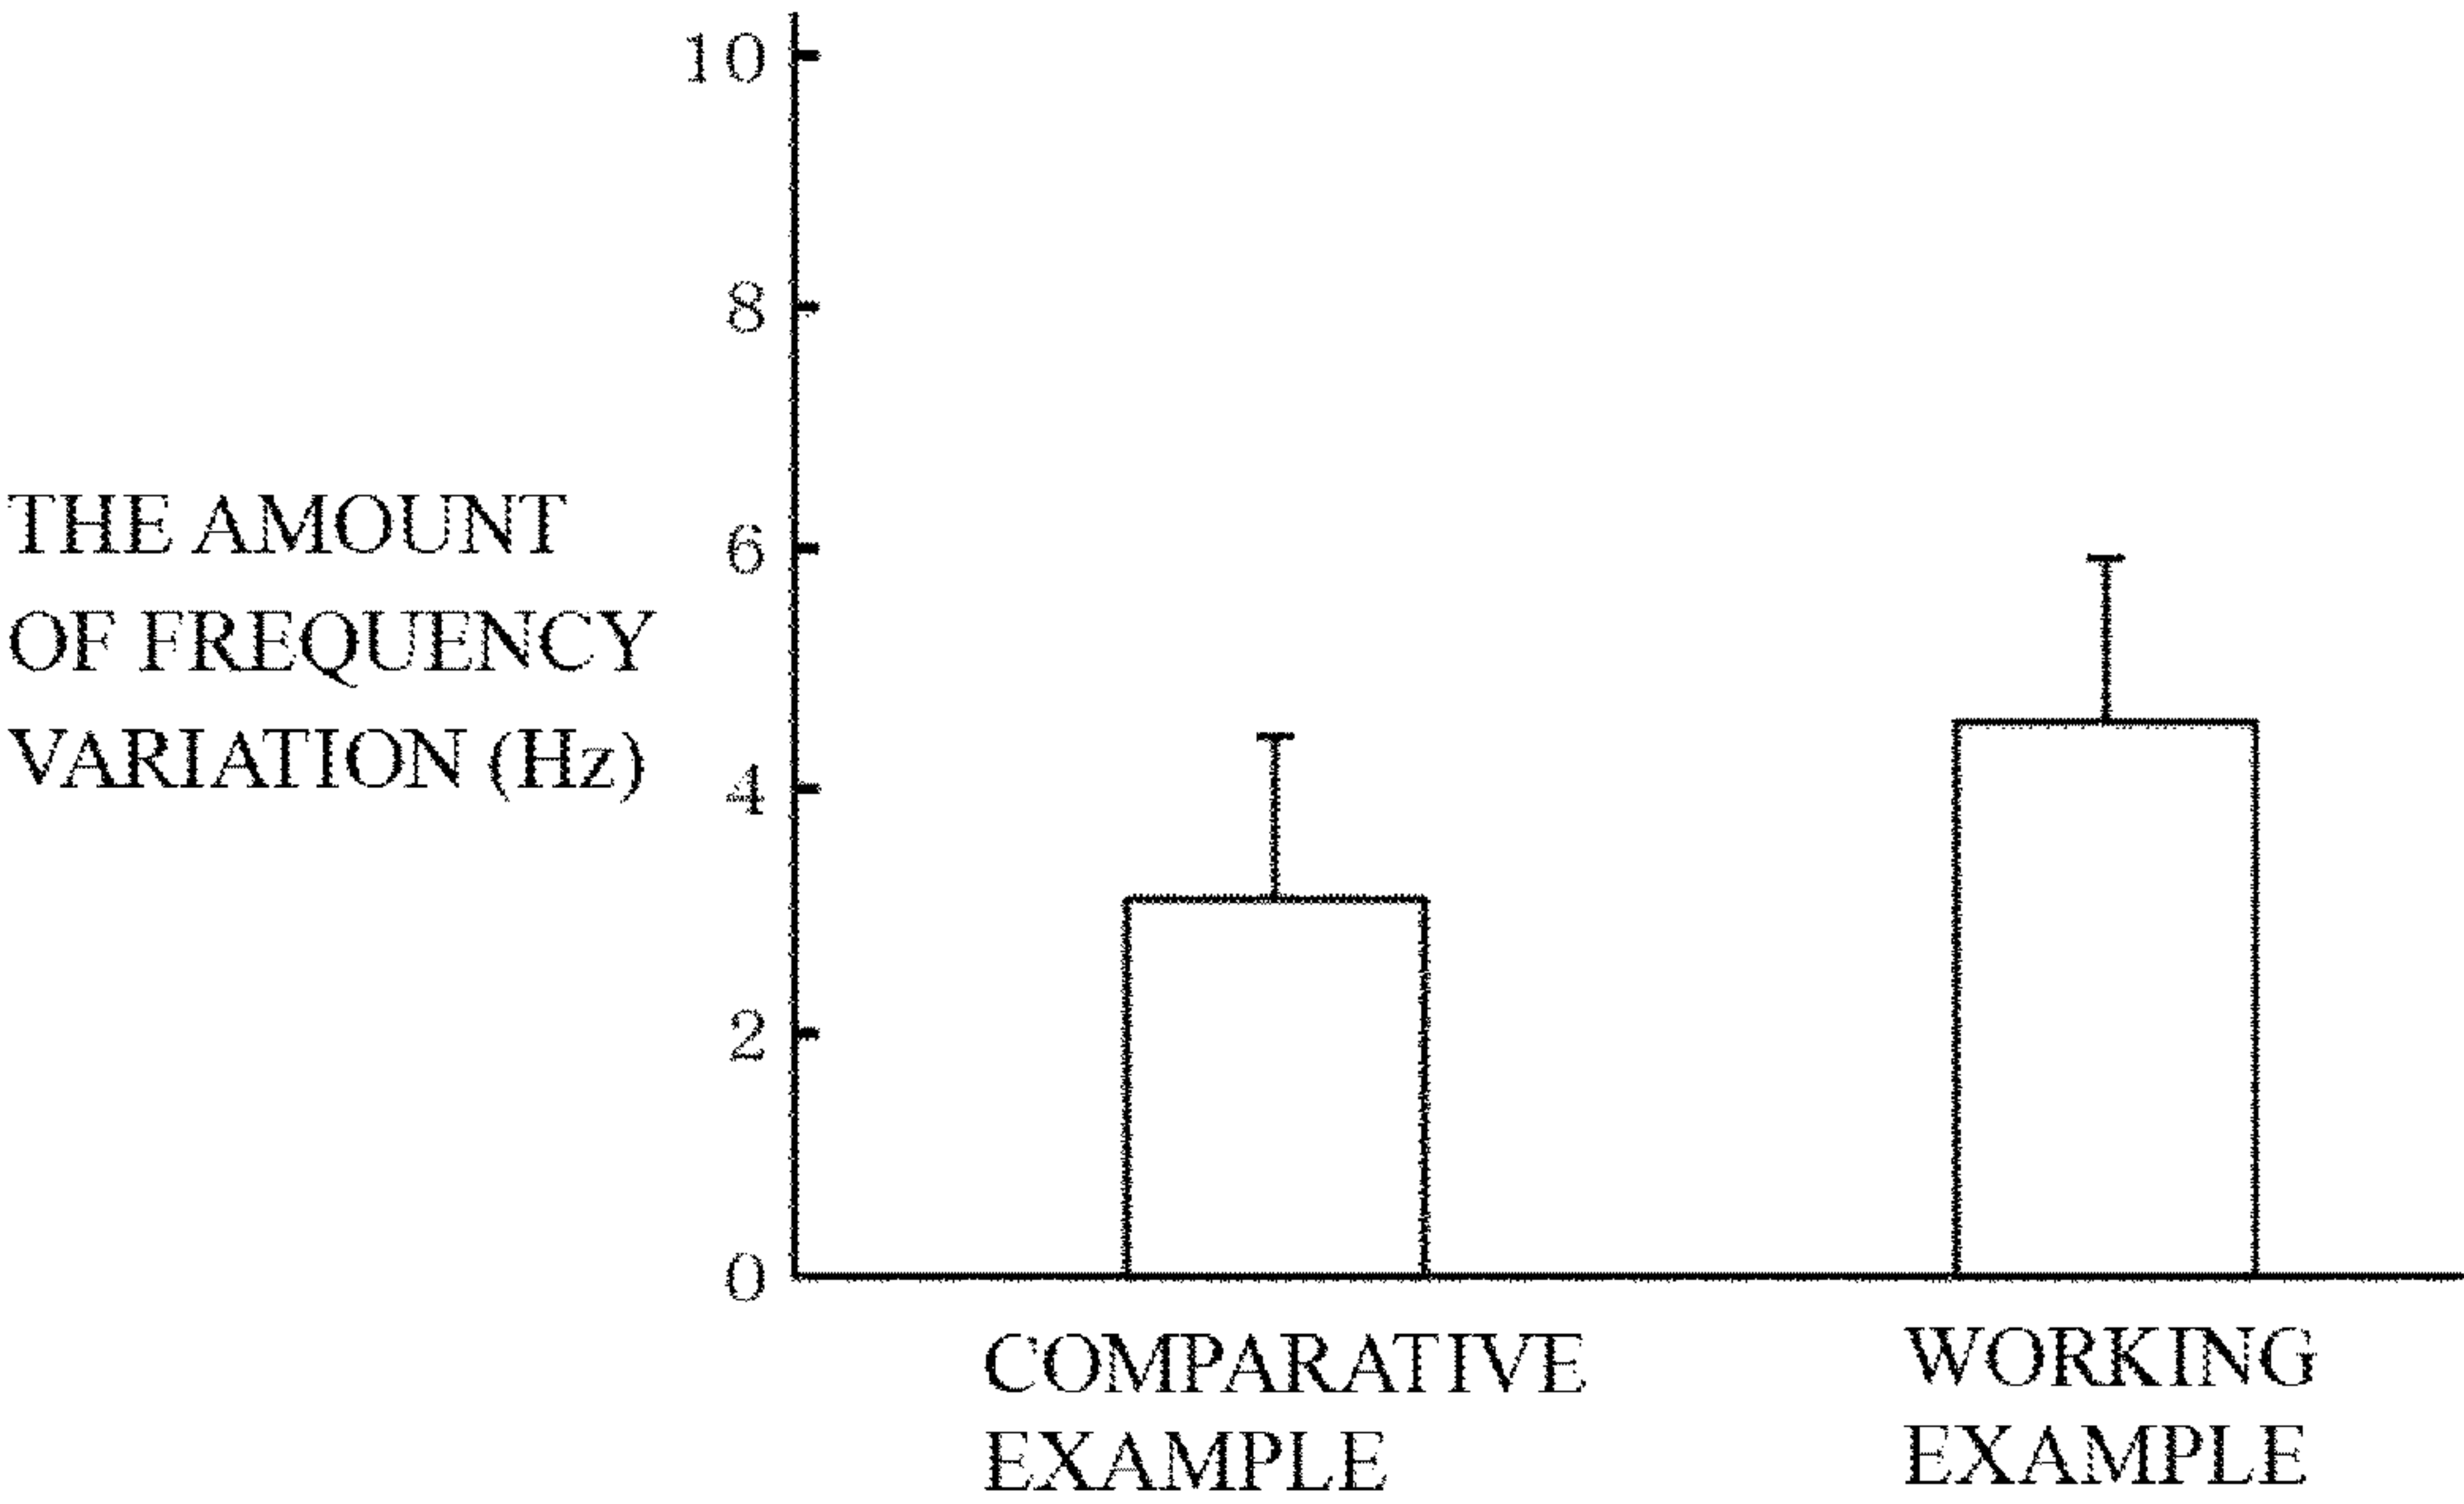 10
8
6
4
2
0
THE AMOUNT
OF FREQUENCY
VARIATION (Hz)
COMPARATIVE
EXAMPLE
WORKING
EXAMPLE